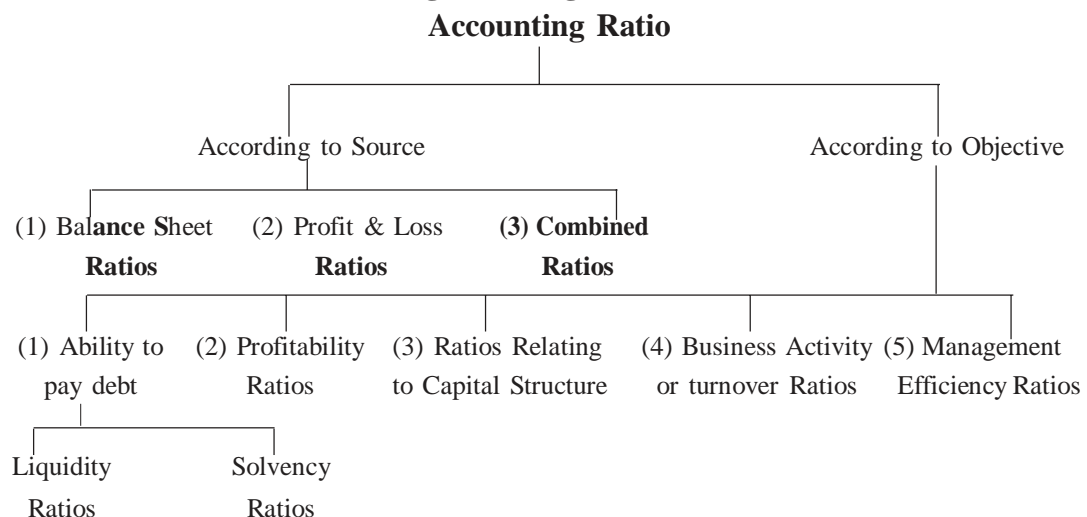 Accounting Ratio
According to Source According to Objective
(1) Balance Sheet (2) Profit & Loss (3) Combined
Ratios Ratios Ratios
(1) Ability to (2) Profitability (3) Ratios Relating (4) Business Activity (5) Management
pay debt Ratios to Capital Structure or turnover Ratios Efficiency Ratios
Liquidity Solvency
Ratios Ratios